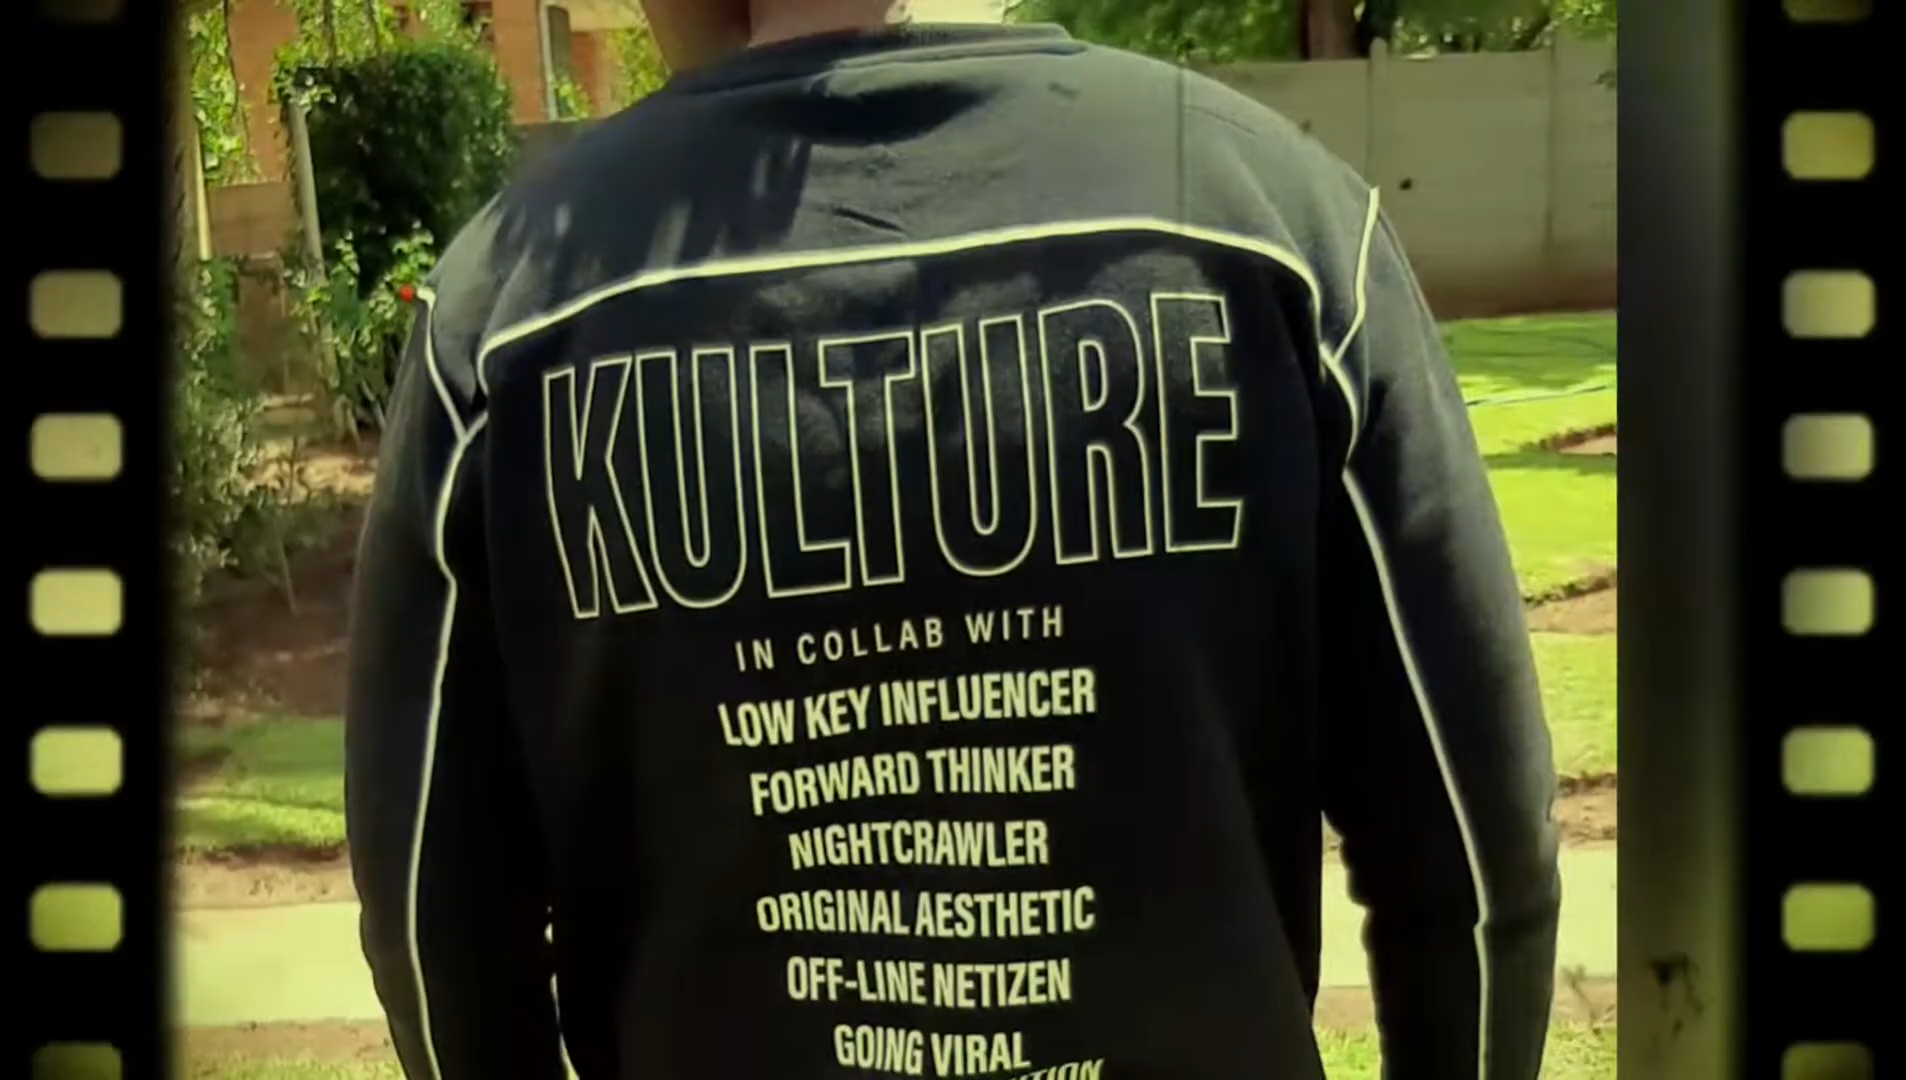 KULTURE
IN COLLAB WITH
LOW KEY INFLUENCER
FORWARD THINKER
NIGHTCRAWLER
ORIGINAL AESTHETIC
OFF-LINE NETIZEN
GOING VIRAL